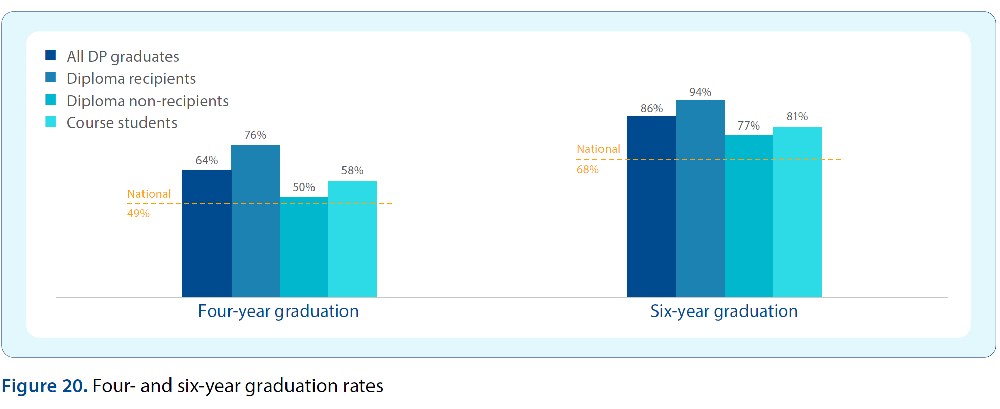 All DP graduates
Diploma recipients
Diploma non-recipients
Course students
64%
76%
50%
58%
National
49%
86%
94%
77%
81%
National
68%
Four-year graduation
Six-year graduation
Figure 20. Four- and six-year graduation rates